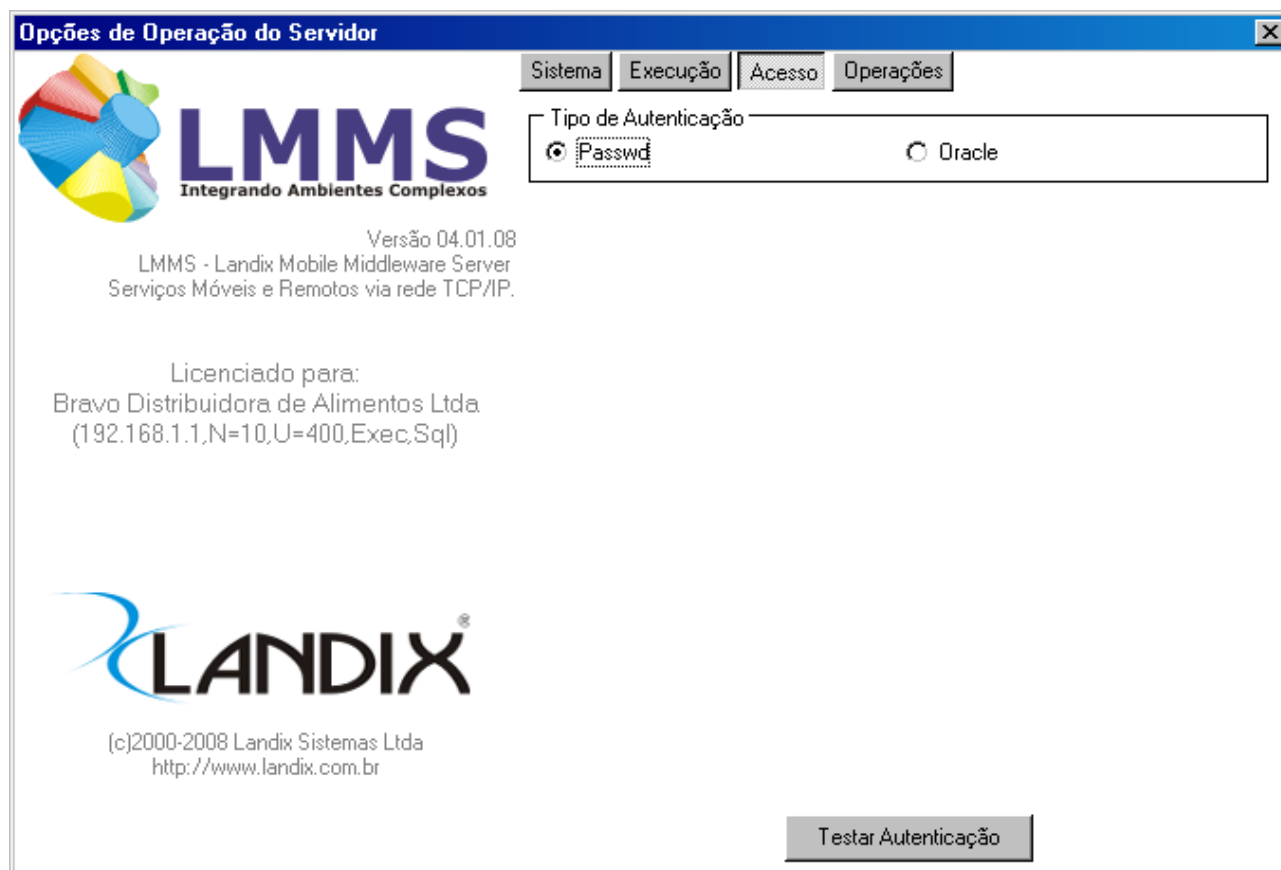 Opções de Operação do Servidor
Sistema Execução Acesso Operações
Tipo de Autenticação
Passwd Oracle
LMMS
Integrando Ambientes Complexos
Versão 04.01.08
LMMS - Landix Mobile Middleware Server
Serviços Móveis e Remotos via rede TCP/IP.
Licenciado para:
Bravo Distribuidora de Alimentos Ltda
(192.168.1.1,N=10,U=400,Exec,Sql)
LANDIX®
(c)2000-2008 Landix Sistemas Ltda
http://www.landix.com.br
Testar Autenticação